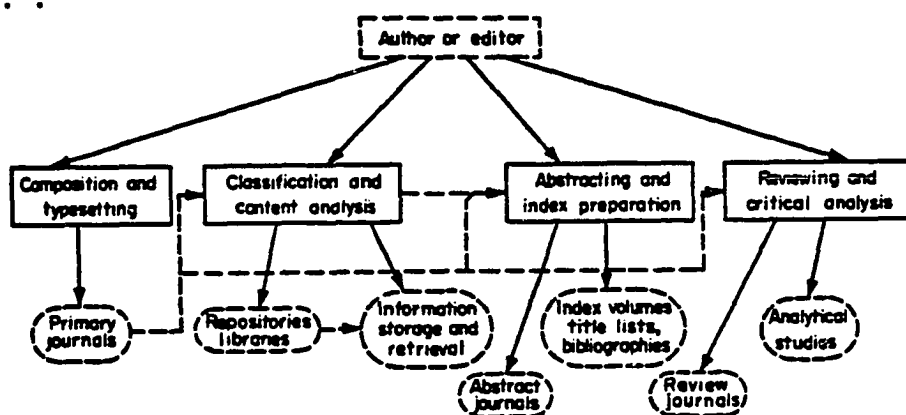 Author or editor
Composition and
typesetting
Classification and
content analysis
Abstracting and
index preparation
Reviewing and
critical analysis
Primary
journals
Repositories
libraries
Information
storage and
retrieval
Index volumes
title lists,
bibliographies
Analytical
studies
Abstract
journals
Review
journals